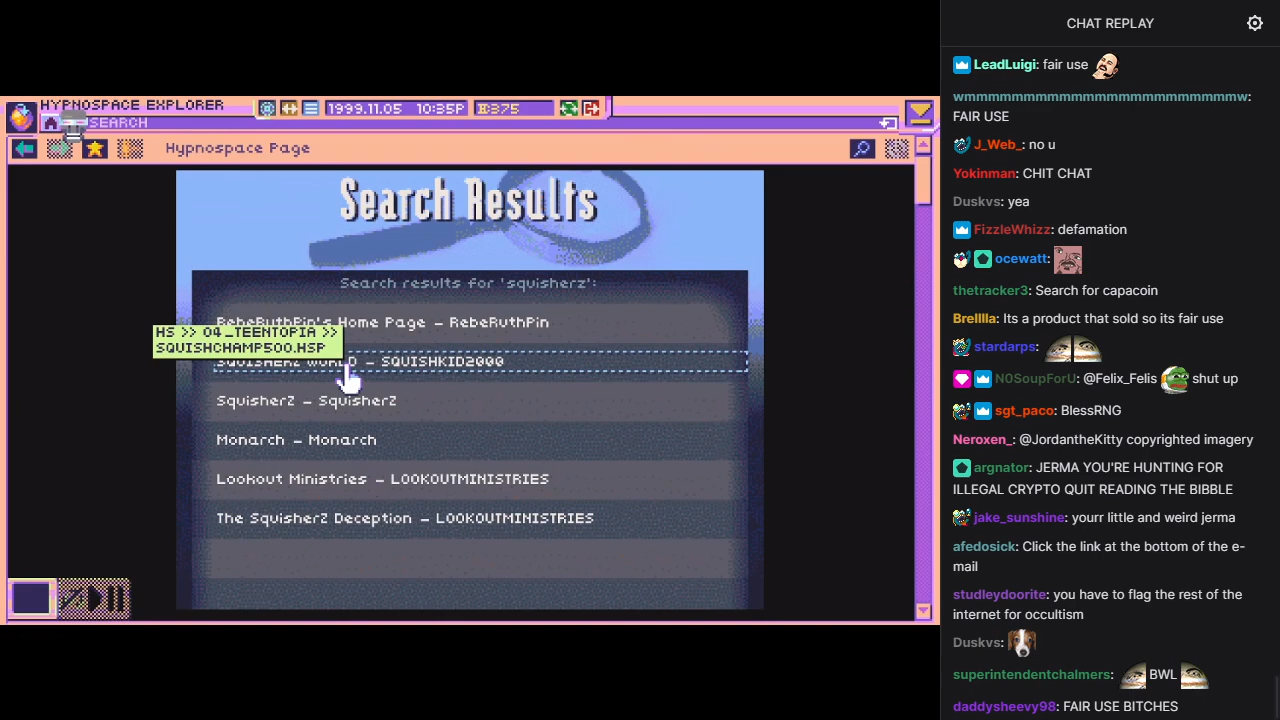 HYPNOSPACE EXPLORER
1999.11.05 10:35P
375
SEARCH
Hypnospace Page
Search Results
Search results for 'squisherz':
RebeRuthPin's Home Page - RebeRuthPin
HS >> 04_TEENTOPIA >>
SQUISHCHAMP500.HSP
SQUISHERZ WORLD - SQUISHKID2000
SquisherZ - SquisherZ
Monarch - Monarch
Lookout Ministries - LOOKOUTMINISTRIES
The SquisherZ Deception - LOOKOUTMINISTRIES
CHAT REPLAY
LeadLuigi: fair use
wmmmmmmmmmmmmmmmmmmmmmmmw:
FAIR USE
J_Web_: no u
Yokinman: CHIT CHAT
Duskvs: yea
FizzleWhizz: defamation
ocewatt:
thetracker3: Search for capacoin
Brelllla: Its a product that sold so its fair use
stardarps:
N0SoupForU: @Felix_Felis shut up
sgt_paco: BlessRNG
Neroxen_: @JordantheKitty copyrighted imagery
argnator: JERMA YOU'RE HUNTING FOR
ILLEGAL CRYPTO QUIT READING THE BIBBLE
jake_sunshine: yourr little and weird jerma
afedosick: Click the link at the bottom of the e-
mail
studleydoorite: you have to flag the rest of the
internet for occultism
Duskvs:
superintendentchalmers: BWL
daddysheevy98: FAIR USE BITCHES